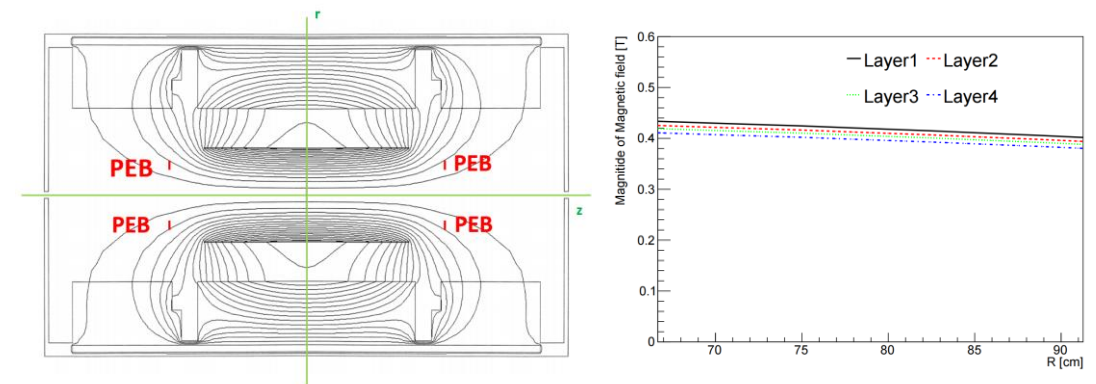 r
PEB
PEB
z
PEB
PEB
Magnitide of Magnetic field [T]
0.6
0.5
0.4
0.3
0.2
0.1
0
Layer1
Layer2
Layer3
Layer4
70
75
80
85
90
R [cm]